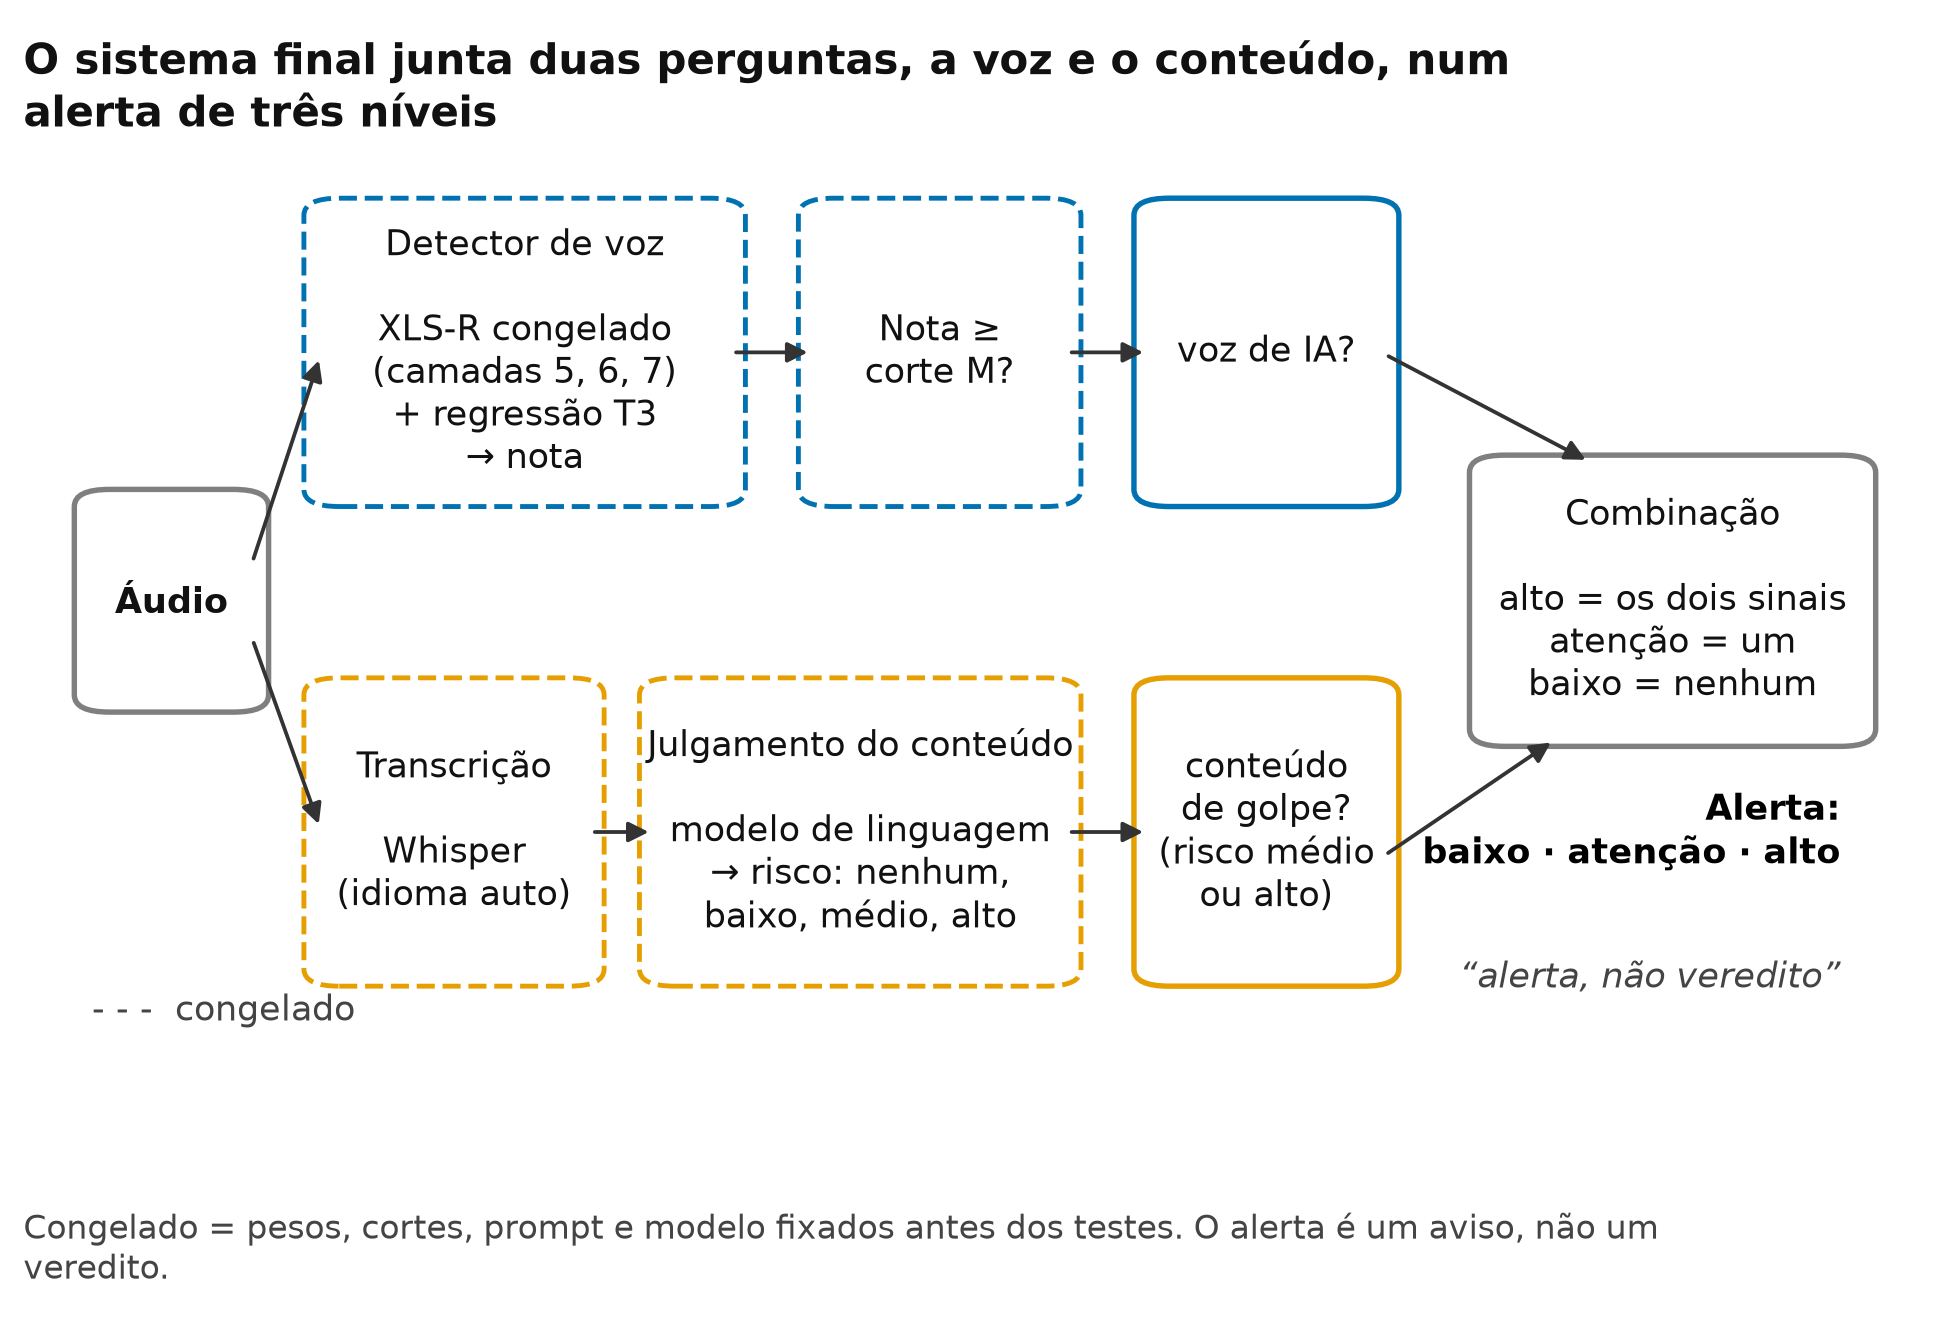 O sistema final junta duas perguntas, a voz e o conteúdo, num
alerta de três níveis
Detector de voz
XLS-R congelado
(camadas 5, 6, 7)
+ regressão T3
→ nota
Nota ≥
corte M?
voz de IA?
Áudio
Combinação
alto = os dois sinais
atenção = um
baixo = nenhum
Transcrição
Whisper
(idioma auto)
Julgamento do conteúdo
modelo de linguagem
→ risco: nenhum,
baixo, médio, alto
conteúdo
de golpe?
(risco médio
ou alto)
Alerta:
baixo · atenção · alto
“alerta, não veredito”
- - - congelado
Congelado = pesos, cortes, prompt e modelo fixados antes dos testes. O alerta é um aviso, não um
veredito.